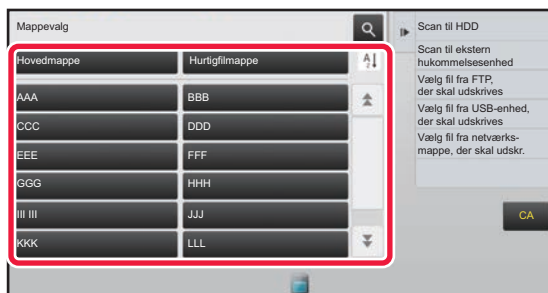 Mappevalg
Hovedmappe
Hurtigfilmappe
AAA
BBB
CCC
DDD
EEE
FFF
GGG
HHH
III III
JJJ
KKK
LLL
Scan til HDD
Scan til ekstern
hukommelsesenhed
Vælg fil fra FTP,
der skal udskrives
Vælg fil fra USB-enhed,
der skal udskrives
Vælg fil fra netværks-
mappe, der skal udskr.
CA